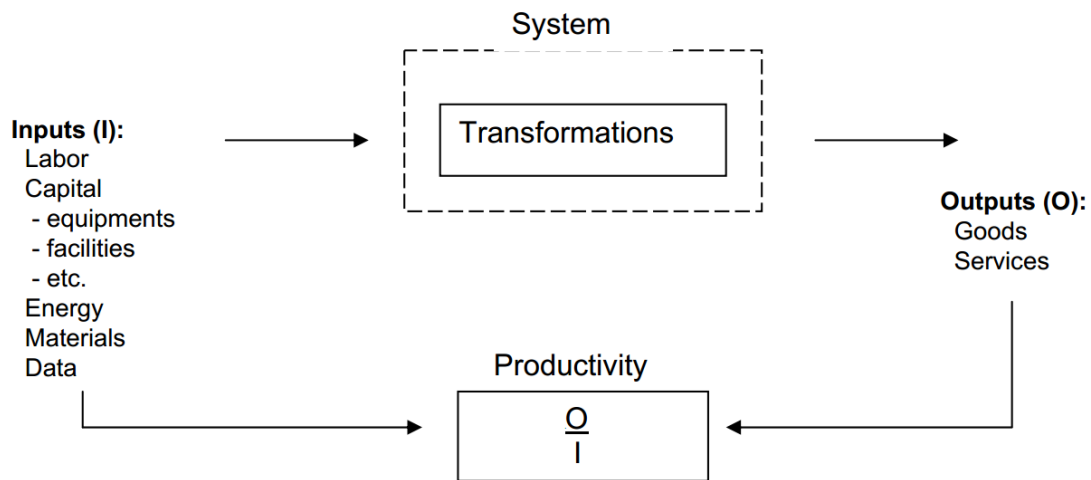 System
Transformations
Inputs (I):
Labor
Capital
- equipments
- facilities
- etc.
Energy
Materials
Data
Outputs (O):
Goods
Services
Productivity
O
I